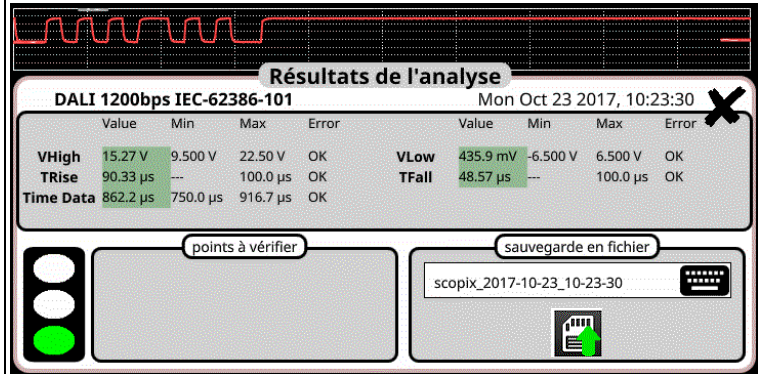 Résultats de l'analyse
DALI 1200bps IEC-62386-101 Mon Oct 23 2017, 10:23:30
Value Min Max Error Value Min Max Error
VHigh 15.27 V 9.500 V 22.50 V OK VLow 435.9 mV -6.500 V 6.500 V OK
TRise 90.33 µs --- 100.0 µs OK TFall 48.57 µs --- 100.0 µs OK
Time Data 862.2 µs 750.0 µs 916.7 µs OK
points à vérifier sauvegarde en fichier
scopix_2017-10-23_10-23-30